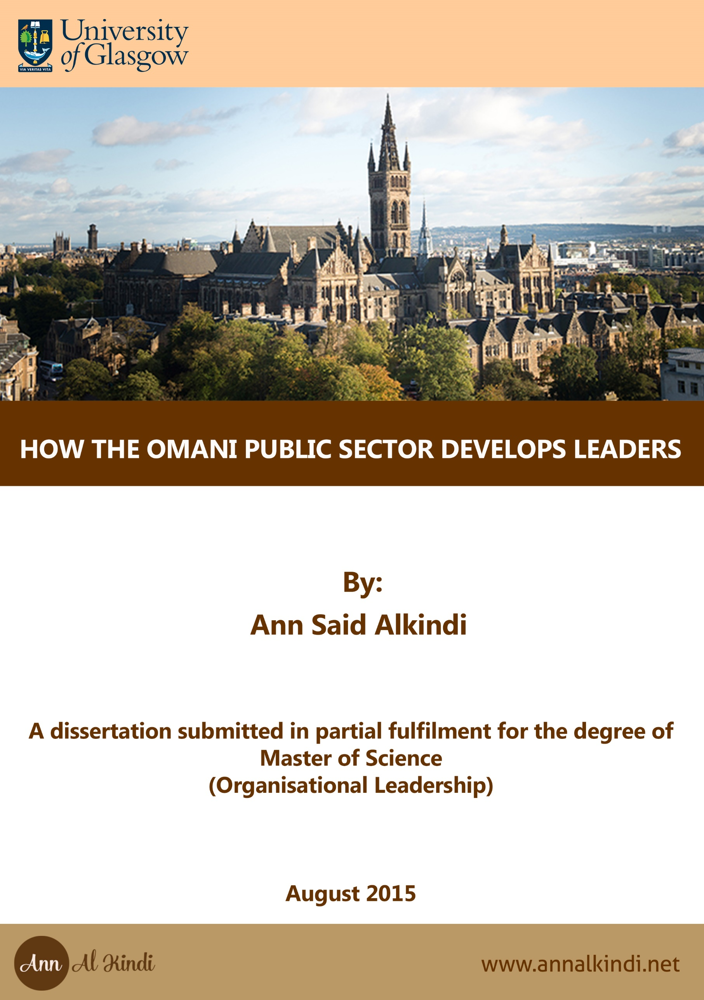 University
of Glasgow
VIA VERITAS VITA
HOW THE OMANI PUBLIC SECTOR DEVELOPS LEADERS
By:
Ann Said Alkindi
A dissertation submitted in partial fulfilment for the degree of
Master of Science
(Organisational Leadership)
August 2015
Ann Al Kindi
www.annalkindi.net